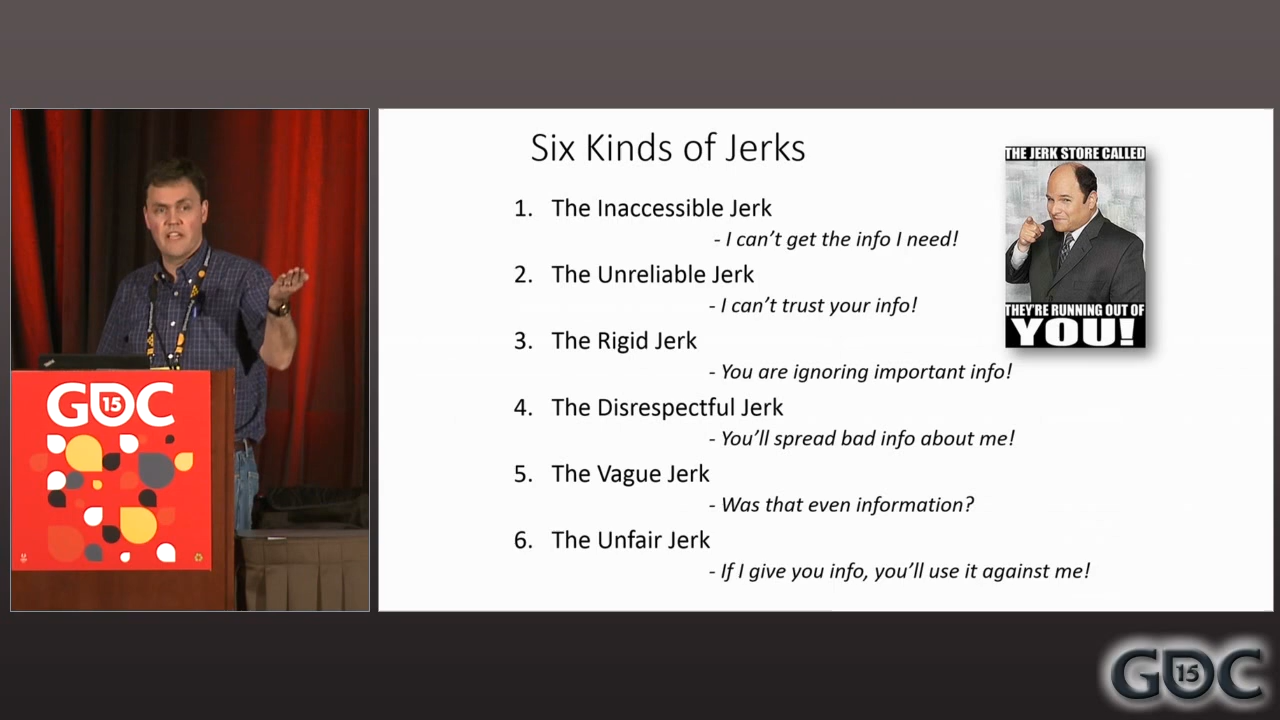 GDC
15
Six Kinds of Jerks
1. The Inaccessible Jerk
- I can't get the info I need!
2. The Unreliable Jerk
- I can't trust your info!
3. The Rigid Jerk
- You are ignoring important info!
4. The Disrespectful Jerk
- You'll spread bad info about me!
5. The Vague Jerk
- Was that even information?
6. The Unfair Jerk
- If I give you info, you'll use it against me!
THE JERK STORE CALLED
THEY'RE RUNNING OUT OF
YOU!
GDC
15